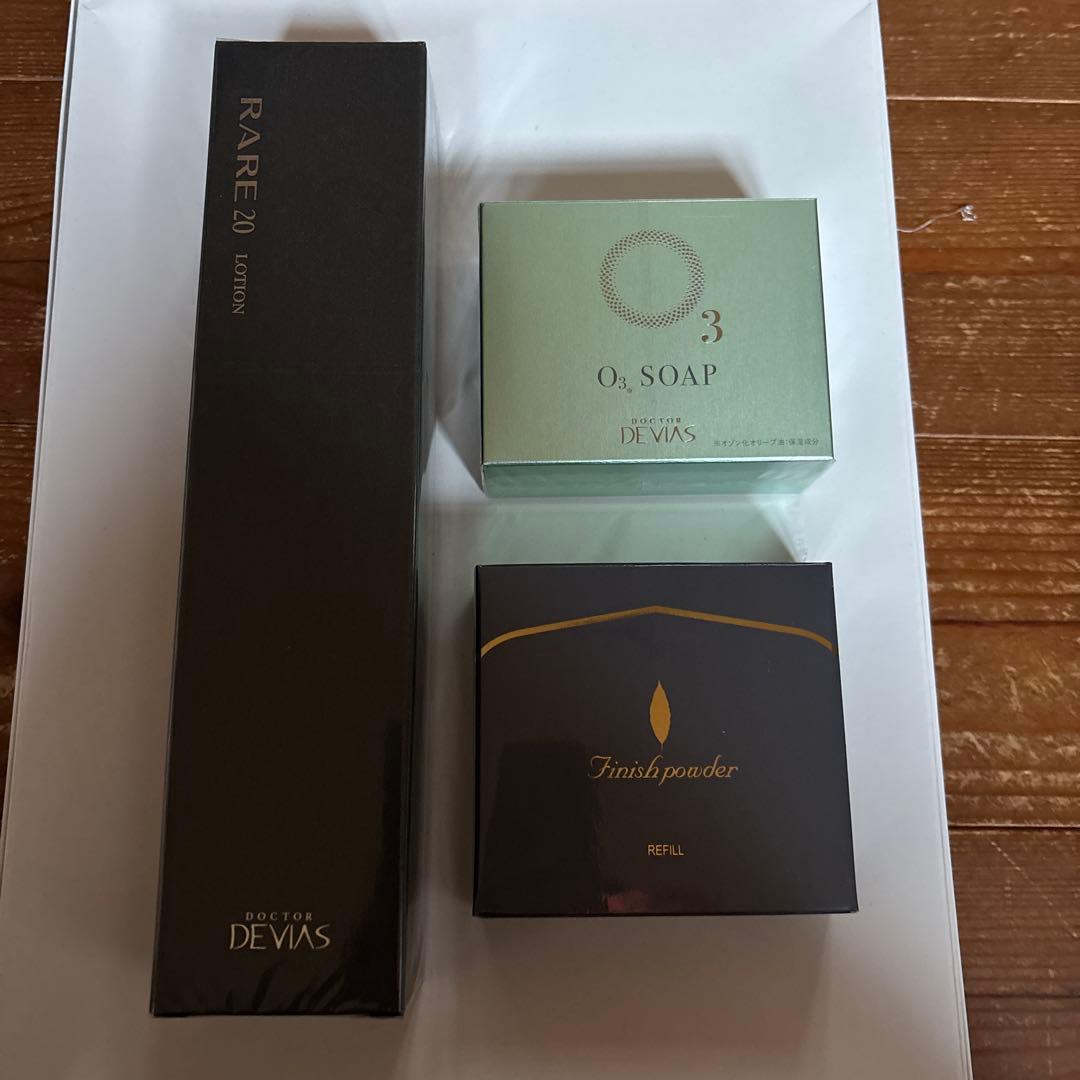 RARE 20 LOTION
DOCTOR
DEVIAS
3
O3※ SOAP
DOCTOR
DEVIAS
※オゾン化オリーブ油:保湿成分
Finish powder
REFILL